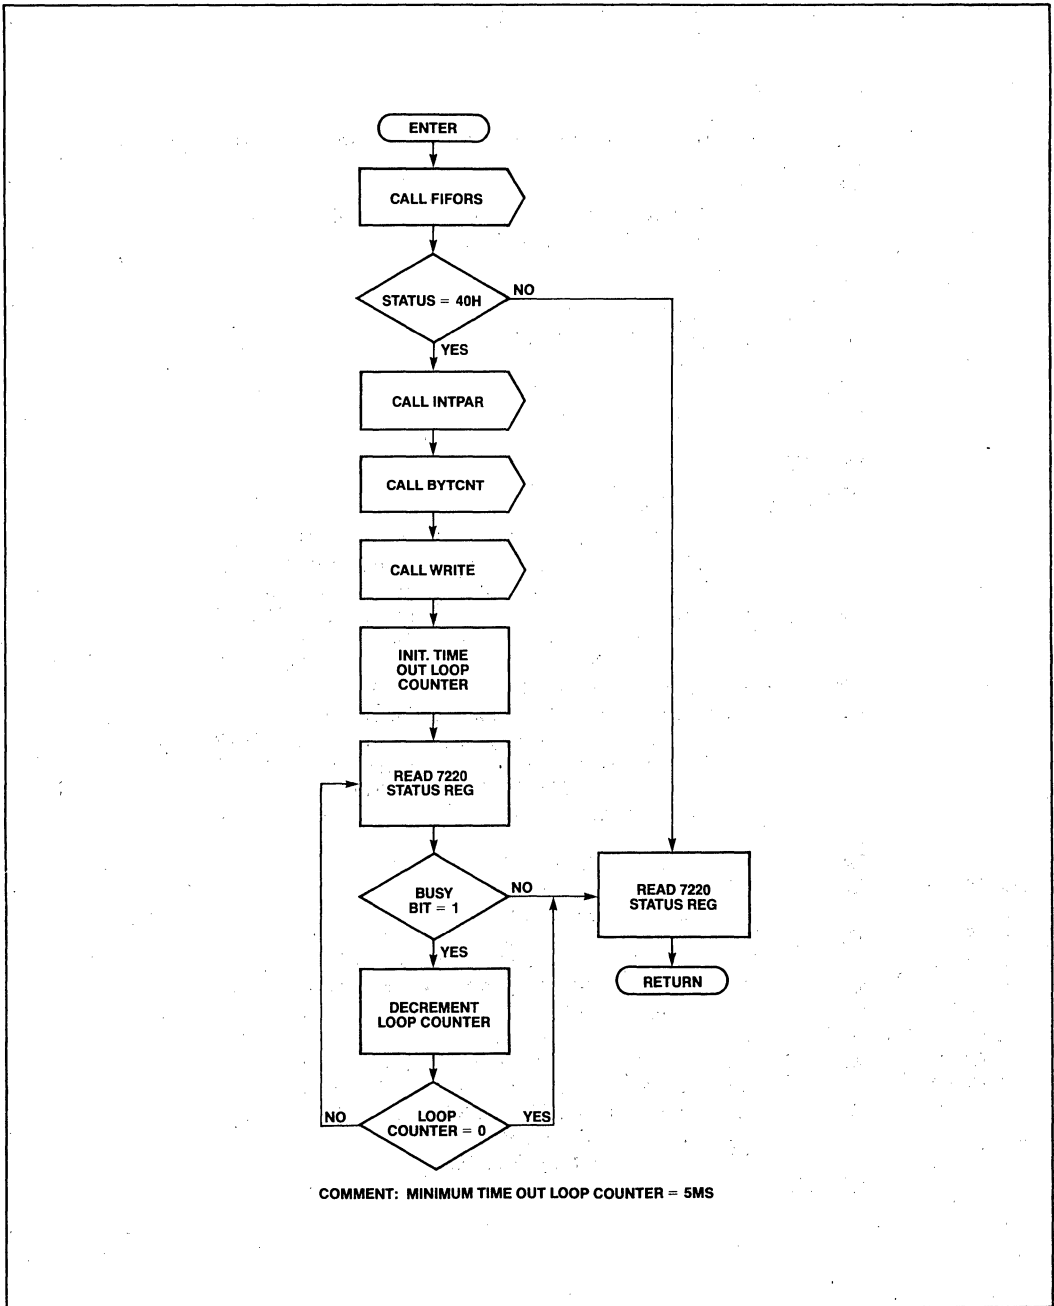 ENTER
CALL FIFORS
STATUS = 40H
NO
YES
CALL INTPAR
CALL BYTCNT
CALL WRITE
INIT. TIME
OUT LOOP
COUNTER
READ 7220
STATUS REG
BUSY
BIT = 1
NO
READ 7220
STATUS REG
YES
RETURN
DECREMENT
LOOP COUNTER
NO
LOOP
COUNTER = 0
YES
COMMENT: MINIMUM TIME OUT LOOP COUNTER = 5MS